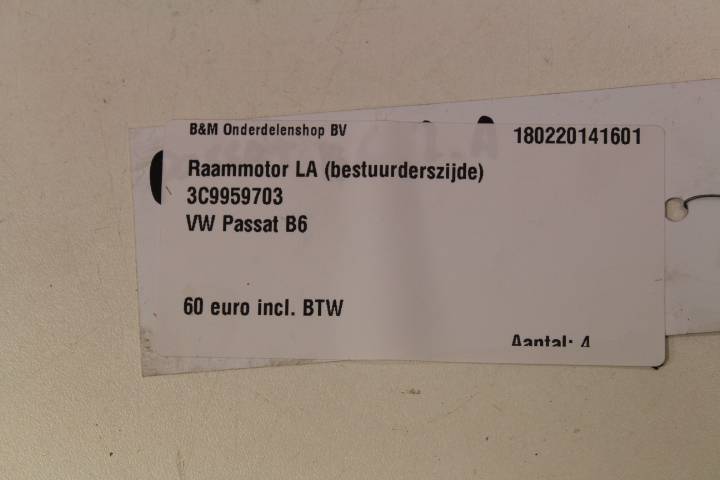 B&M Onderdelenshop BV
180220141601
Raammotor LA (bestuurderszijde)
3C9959703
VW Passat B6
60 euro incl. BTW
Aantal: 4